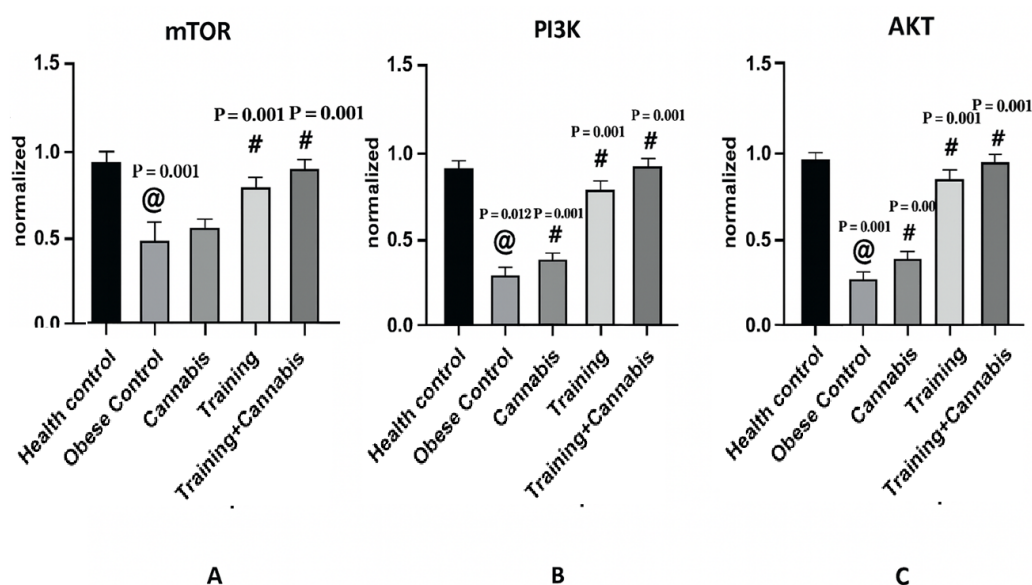 mTOR
1.5
1.0
0.5
0.0
normalized
P = 0.001
@
P = 0.001
#
P = 0.001
#
Health control
Obese Control
Cannabis
Training
Training+Cannabis
A
PI3K
1.5
1.0
0.5
0.0
normalized
P = 0.012
@
P = 0.001
#
P = 0.001
#
P = 0.001
#
Health control
Obese Control
Cannabis
Training
Training+Cannabis
B
AKT
1.5
1.0
0.5
0.0
normalized
P = 0.001
@
P = 0.00
#
P = 0.001
#
P = 0.001
#
Health control
Obese Control
Cannabis
Training
Training+Cannabis
C